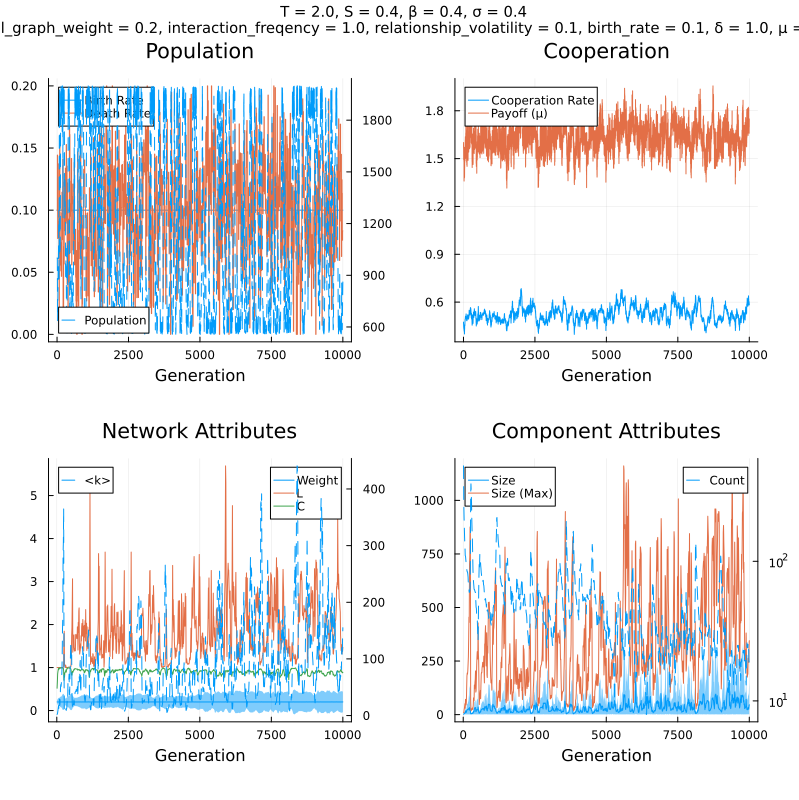 T = 2.0, S = 0.4, β = 0.4, σ = 0.4
l_graph_weight = 0.2, interaction_freqency = 1.0, relationship_volatility = 0.1, birth_rate = 0.1, δ = 1.0, μ =
Population
0.20
0.15
0.10
0.05
0.00
Birth Rate
Death Rate
Population
1800
1500
1200
900
600
0 2500 5000 7500 10000
Generation
Cooperation
1.8
1.5
1.2
0.9
0.6
Cooperation Rate
Payoff (μ)
0 2500 5000 7500 10000
Generation
Network Attributes
5
4
3
2
1
0
<k>
Weight
L
C
400
300
200
100
0
0 2500 5000 7500 10000
Generation
Component Attributes
1000
750
500
250
0
Size
Size (Max)
Count
10²
10¹
0 2500 5000 7500 10000
Generation